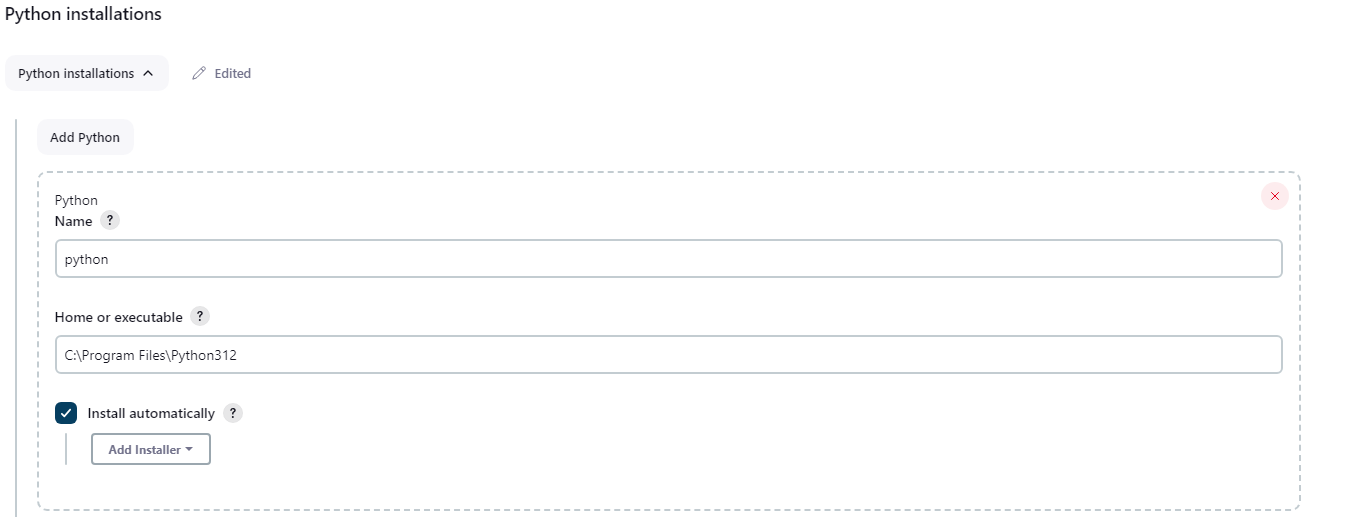 Python installations
Python installations
Edited
Add Python
Python
Name ?
python
Home or executable ?
C:\Program Files\Python312
Install automatically ?
Add Installer